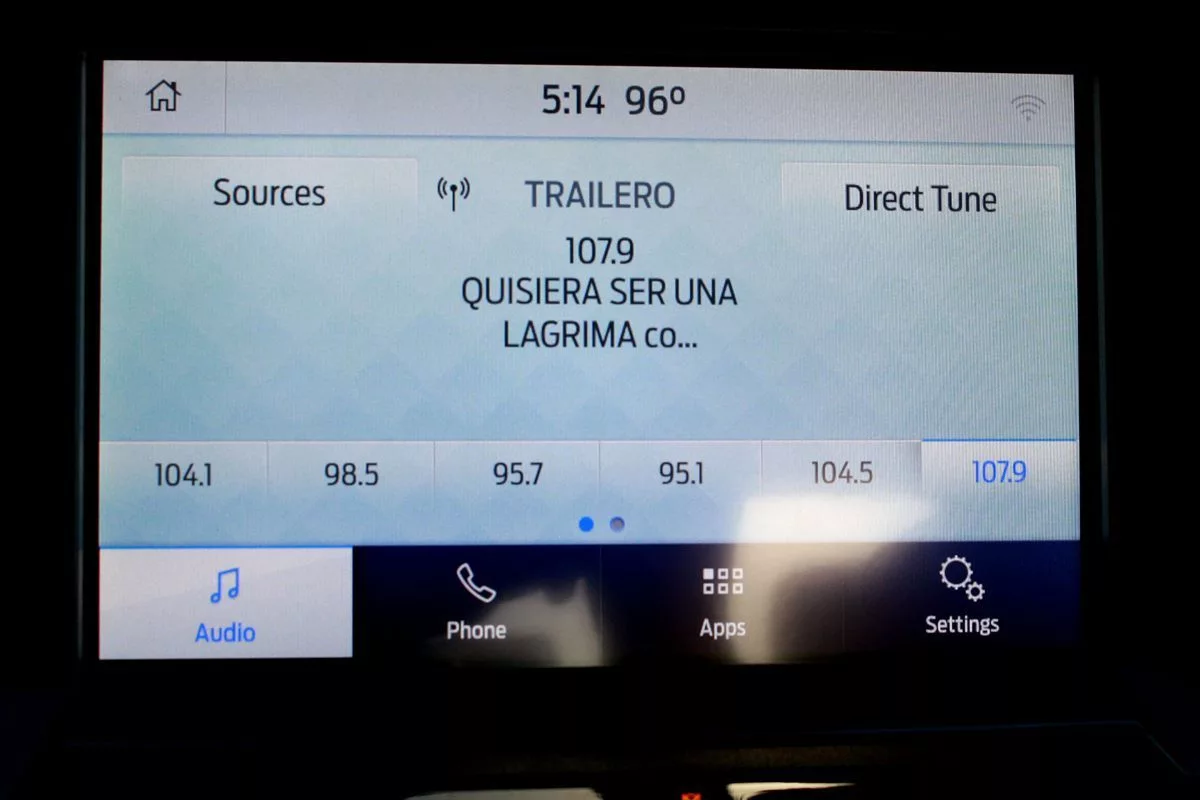 5:14 96º
Sources
TRAILERO
Direct Tune
107.9
QUISIERA SER UNA
LAGRIMA co...
104.1 98.5 95.7 95.1 104.5 107.9
Audio Phone Apps Settings